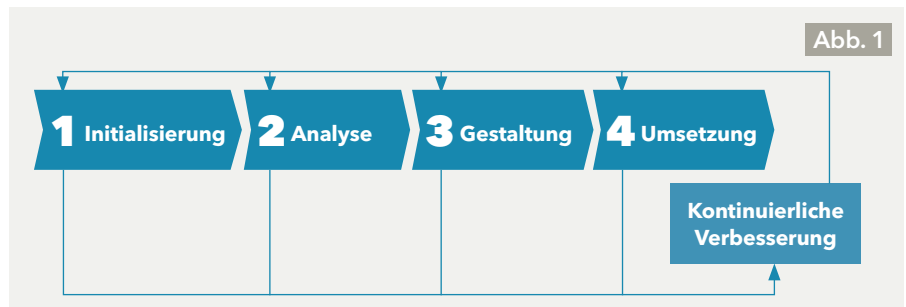 Abb. 1
1 Initialisierung
2 Analyse
3 Gestaltung
4 Umsetzung
Kontinuierliche
Verbesserung